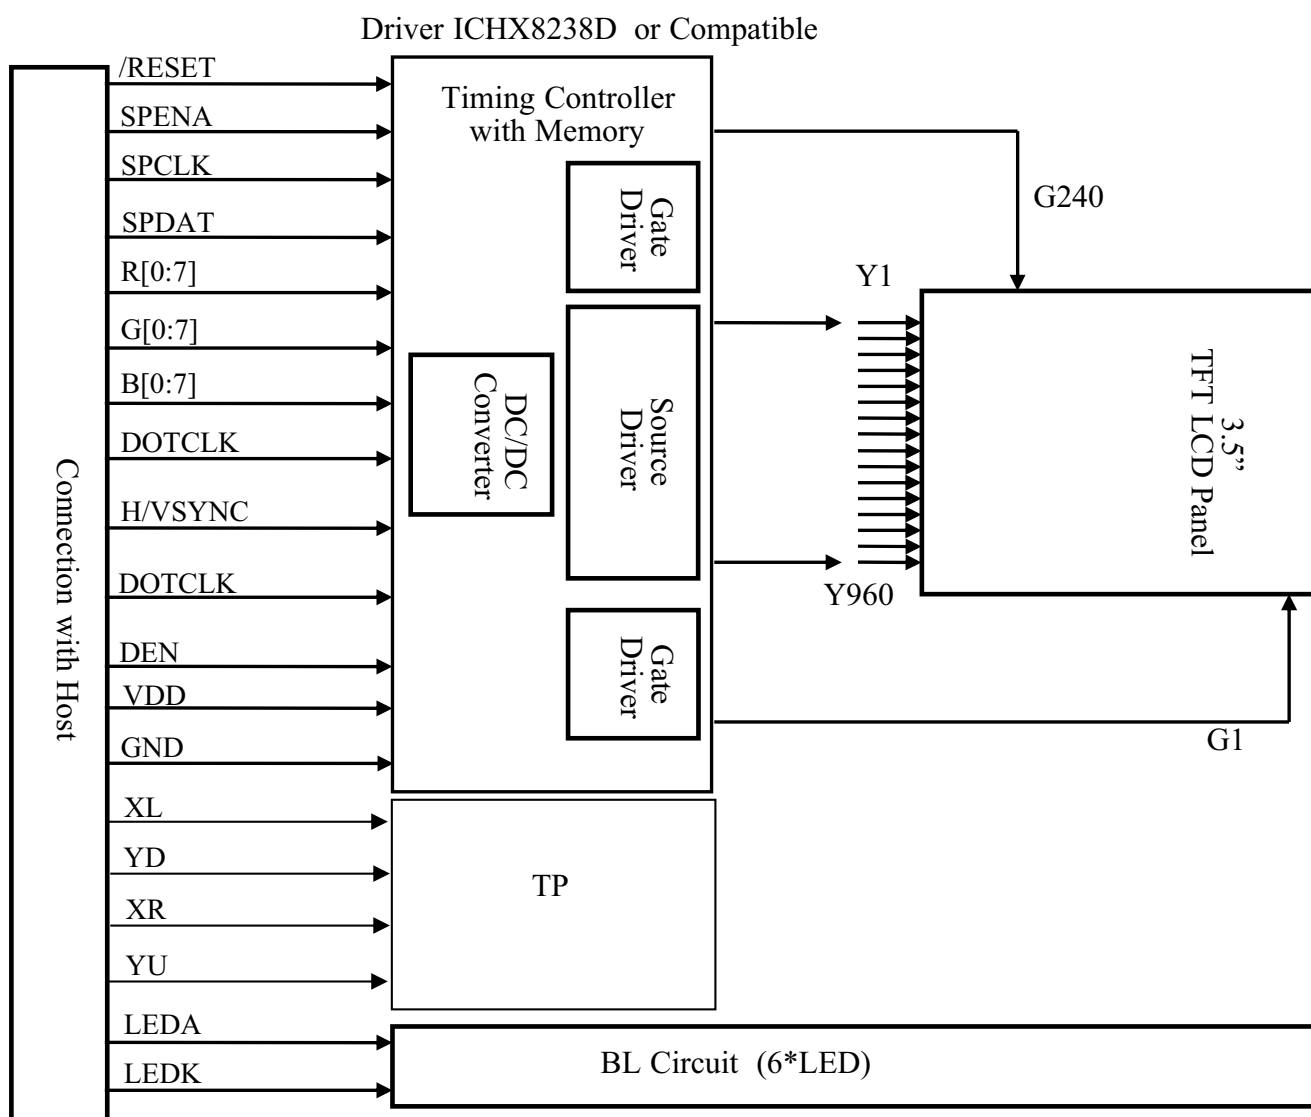 Driver ICHX8238D or Compatible
/RESET
SPENA
SPCLK
SPDAT
R[0:7]
G[0:7]
B[0:7]
DOTCLK
H/VSYNC
DOTCLK
DEN
VDD
GND
XL
YD
XR
YU
LEDA
LEDK
Connection with Host
Timing Controller
with Memory
Gate
Driver
DC/DC
Converter
Source
Driver
Gate
Driver
G240
Y1
Y960
3.5”
TFT LCD Panel
G1
TP
BL Circuit (6*LED)